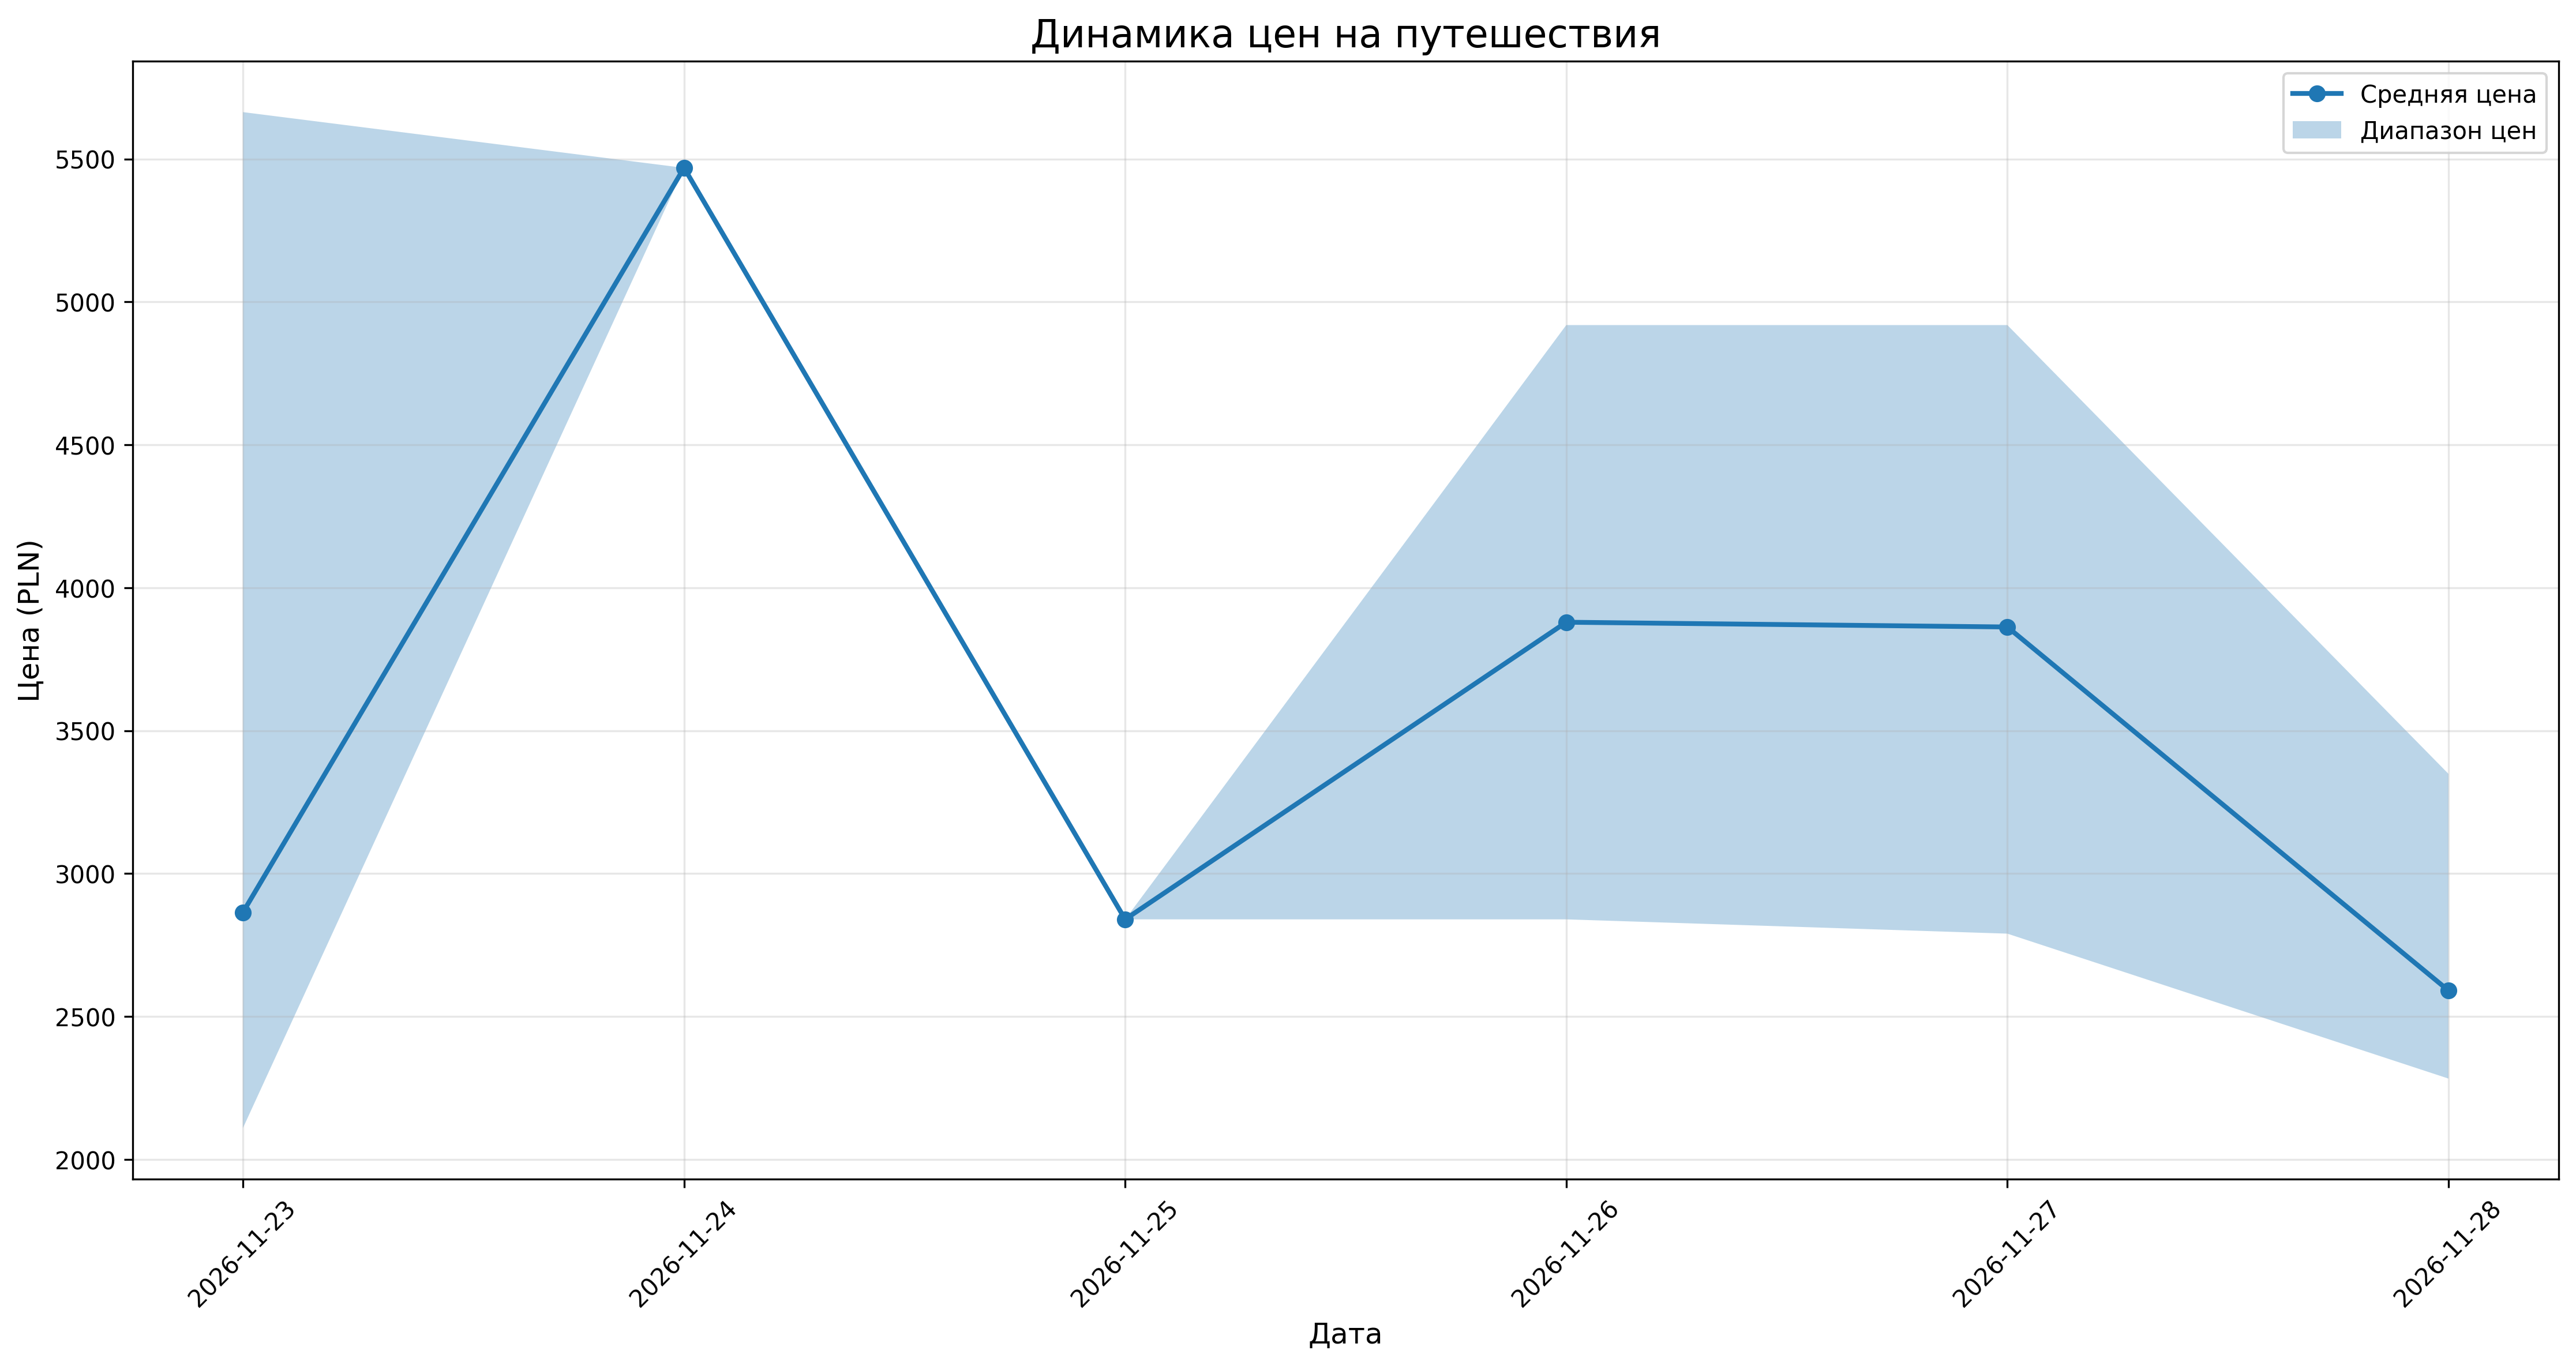 Динамика цен на путешествия
Средняя цена
Диапазон цен
Цена (PLN)
5500
5000
4500
4000
3500
3000
2500
2000
2026-11-23
2026-11-24
2026-11-25
2026-11-26
2026-11-27
2026-11-28
Дата